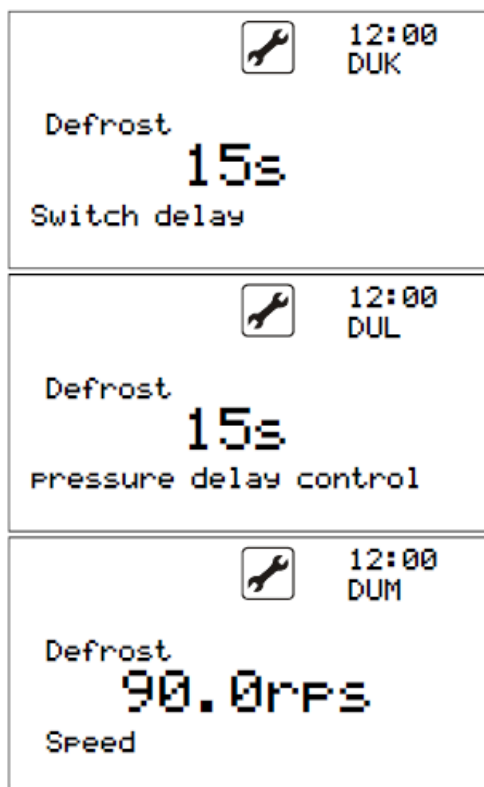 12:00
DUK
Defrost
15s
Switch delay
12:00
DUL
Defrost
15s
pressure delay control
12:00
DUM
Defrost
90.0rps
Speed